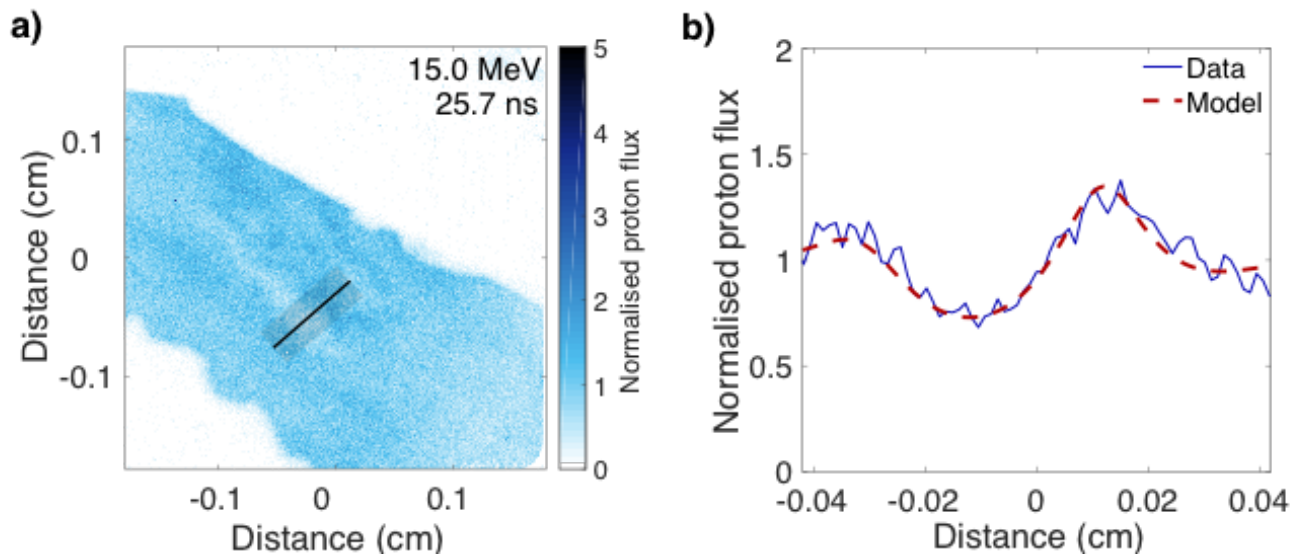 a)
15.0 MeV
25.7 ns
0.1
0
-0.1
Distance (cm)
-0.1
0
0.1
Distance (cm)
5
4
3
2
1
0
Normalised proton flux
b)
Data
Model
2
1.5
1
0.5
0
Normalised proton flux
-0.04
-0.02
0
0.02
0.04
Distance (cm)